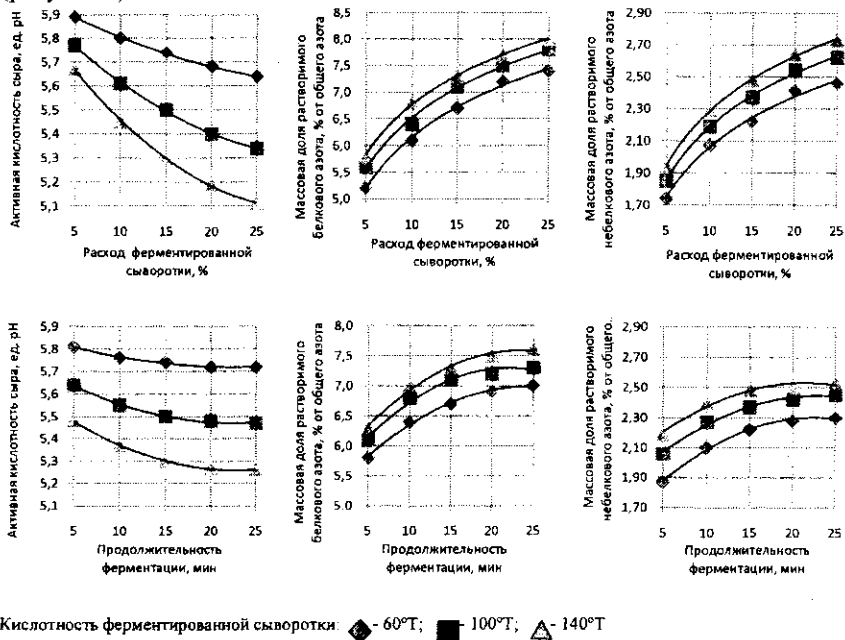 Активная кислотность сыра, ед. pH
5,9
5,8
5,7
5,6
5,5
5,4
5,3
5,2
5,1
5 10 15 20 25
Расход ферментированной
сыворотки, %
Массовая доля растворимого
белкового азота, % от общего азота
8,5
8,0
7,5
7,0
6,5
6,0
5,5
5,0
5 10 15 20 25
Расход ферментированной
сыворотки, %
Массовая доля растворимого
небелкового азота, % от общего азота
2,90
2,70
2,50
2,30
2,10
1,90
1,70
5 10 15 20 25
Расход ферментированной
сыворотки, %
Активная кислотность сыра, ед. pH
5,9
5,8
5,7
5,6
5,5
5,4
5,3
5,2
5,1
5 10 15 20 25
Продолжительность
ферментации, мин
Массовая доля растворимого
белкового азота, % от общего азота
8,0
7,5
7,0
6,5
6,0
5,5
5.0
5 10 15 20 25
Продолжительность
ферментации, мин
Массовая доля растворимого
небелкового азота, % от общего.
2,90
2,70
2,50
2,30
2,10
1,90
1,70
5 10 15 20 25
Продолжительность
ферментации, мин
Кислотность ферментированной сыворотки: - 60°Т; - 100°Т; - 140°Т